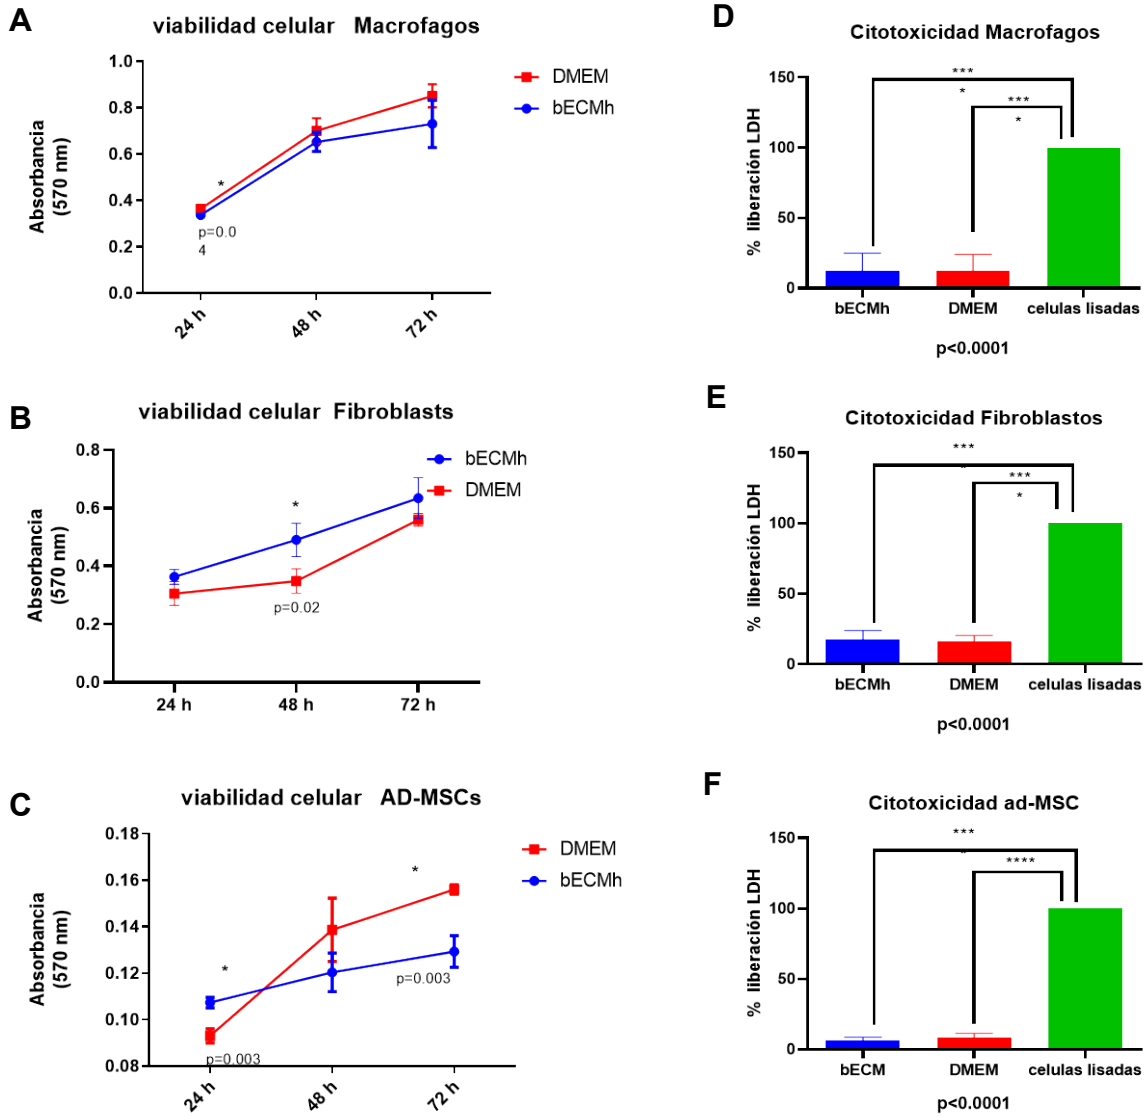 A
viabilidad celular Macrofagos
Absorbancia
(570 nm)
1.0
0.8
0.6
0.4
0.2
0.0
*
p=0.0
4
24 h
48 h
72 h
DMEM
bECMh
D
Citotoxicidad Macrofagos
% liberación LDH
150
100
50
0
***
*
***
*
bECMh
DMEM
celulas lisadas
p<0.0001
B
viabilidad celular Fibroblasts
Absorbancia
(570 nm)
0.8
0.6
0.4
0.2
0.0
*
p=0.02
24 h
48 h
72 h
bECMh
DMEM
E
Citotoxicidad Fibroblastos
% liberación LDH
150
100
50
0
***
***
*
bECMh
DMEM
celulas lisadas
p<0.0001
C
viabilidad celular AD-MSCs
Absorbancia
(570 nm)
0.18
0.16
0.14
0.12
0.10
0.08
*
*
p=0.003
p=0.003
24 h
48 h
72 h
DMEM
bECMh
F
Citotoxicidad ad-MSC
% liberación LDH
150
100
50
0
***
****
bECM
DMEM
celulas lisadas
p<0.0001